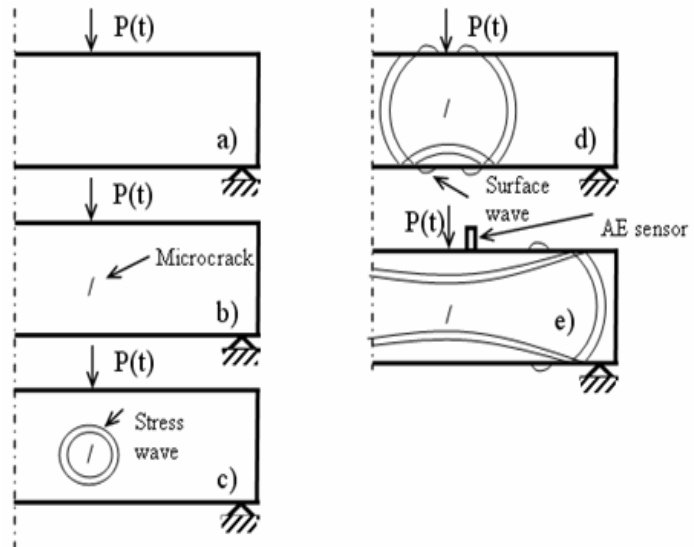 P(t)
a)
P(t)
Microcrack
b)
P(t)
Stress
wave
c)
P(t)
d)
Surface
wave
P(t)
AE sensor
e)